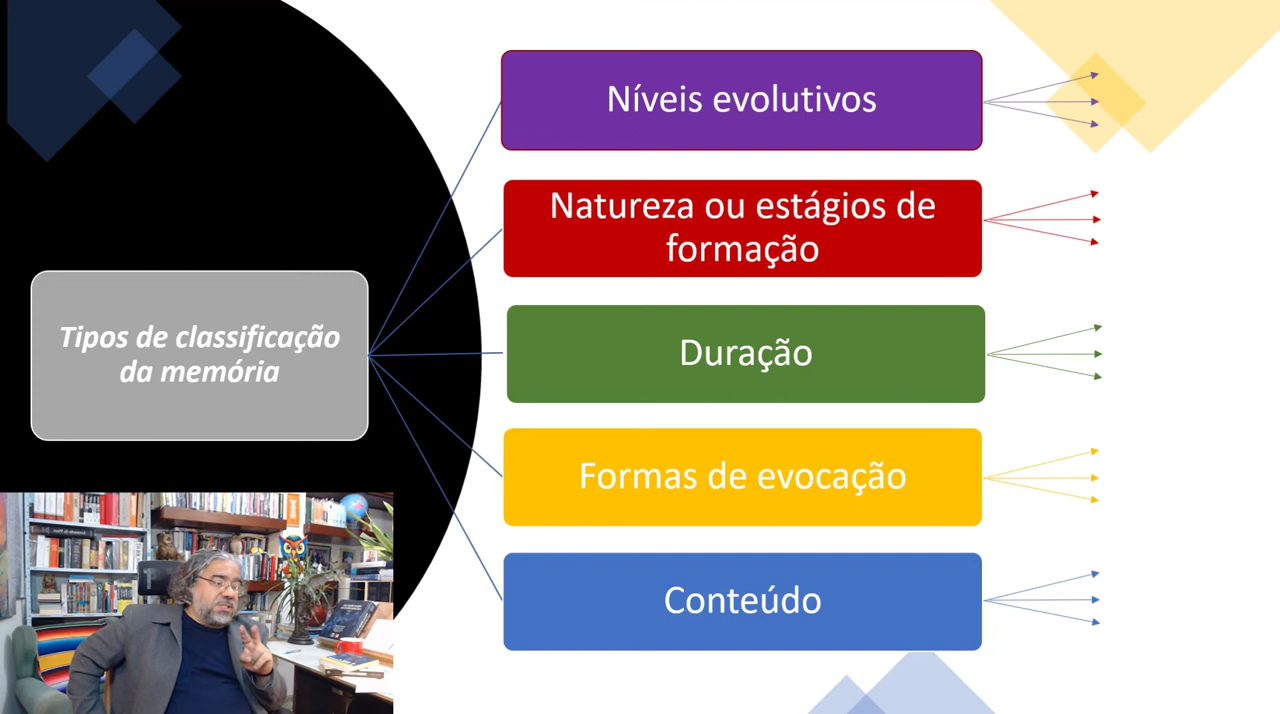 Níveis evolutivos
Natureza ou estágios de
formação
Tipos de classificação
da memória
Duração
Formas de evocação
Conteúdo